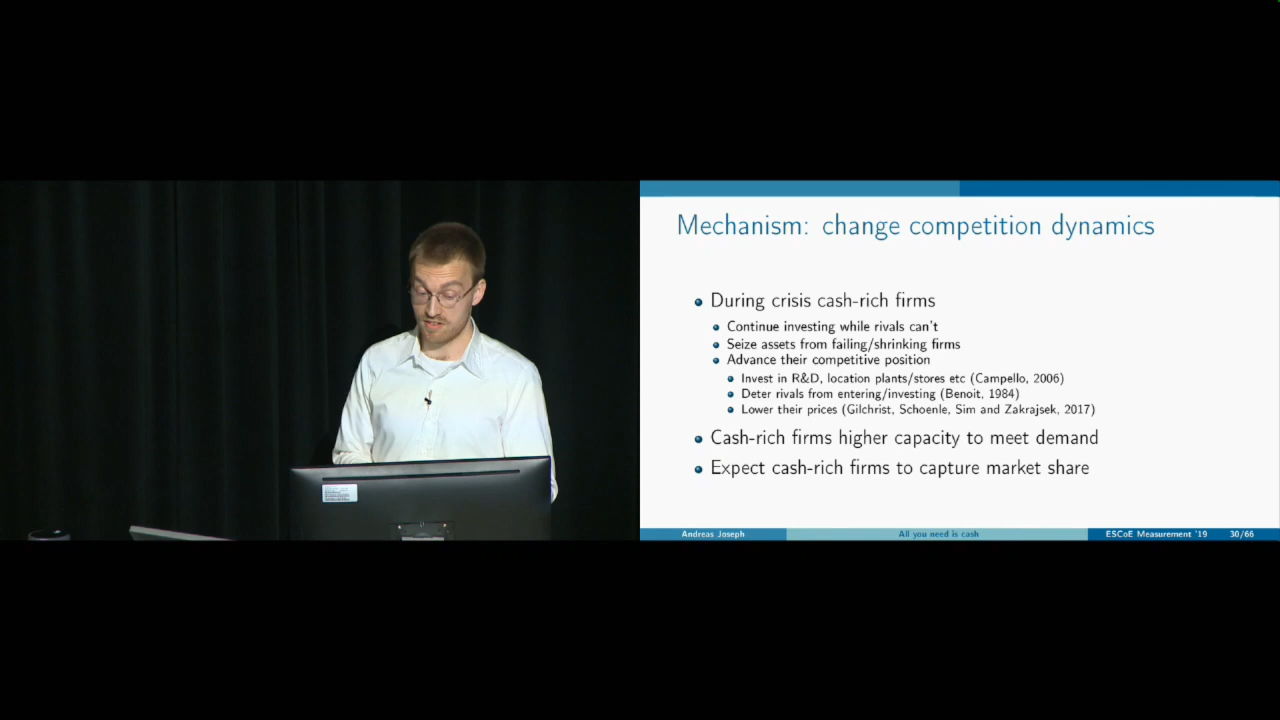 Mechanism: change competition dynamics
During crisis cash-rich firms
Continue investing while rivals can't
Seize assets from failing/shrinking firms
Advance their competitive position
Invest in R&D, location plants/stores etc (Campello, 2006)
Deter rivals from entering/investing (Benoit, 1984)
Lower their prices (Gilchrist, Schoenle, Sim and Zakrajsek, 2017)
Cash-rich firms higher capacity to meet demand
Expect cash-rich firms to capture market share
Andreas Joseph
All you need is cash
ESCoE Measurement '19
30/66